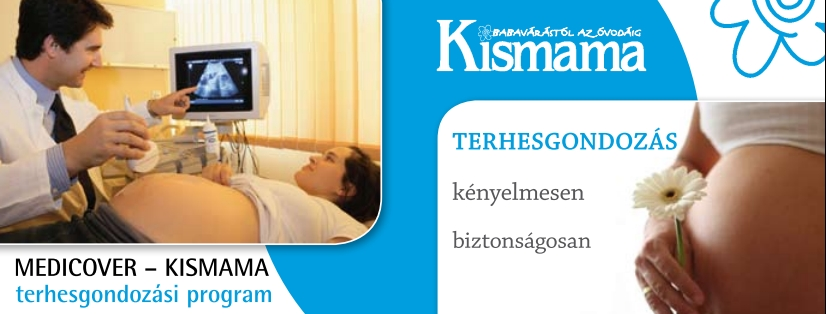 MEDICOVER – KISMAMA
terhesgondozási program
BABAVÁRÁSTÓL AZ ÓVODÁIG
Kismama
TERHESGONDOZÁS
kényelmesen
biztonságosan